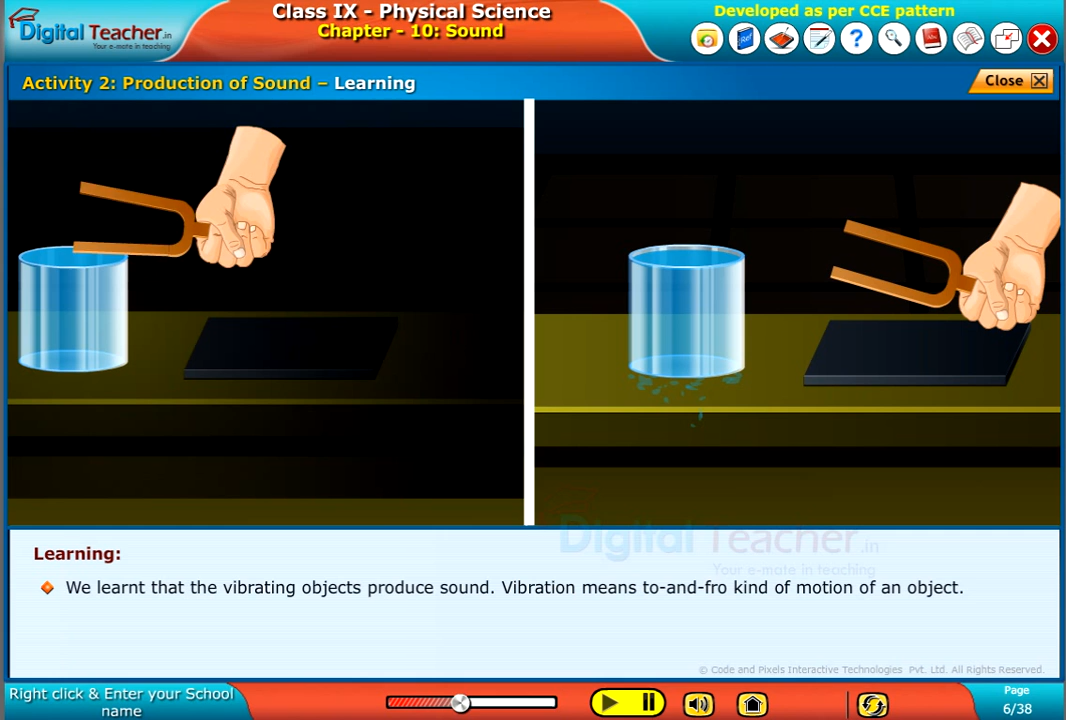 Digital Teacher.in
Your e-mate in teaching
Class IX - Physical Science
Chapter - 10: Sound
Developed as per CCE pattern
Activity 2: Production of Sound – Learning
Close
Digital Teacher.in
Your e-mate in teaching
Learning:
We learnt that the vibrating objects produce sound. Vibration means to-and-fro kind of motion of an object.
© Code and Pixels Interactive Technologies Pvt. Ltd. All Rights Reserved.
Right click & Enter your School
name
Page
6/38